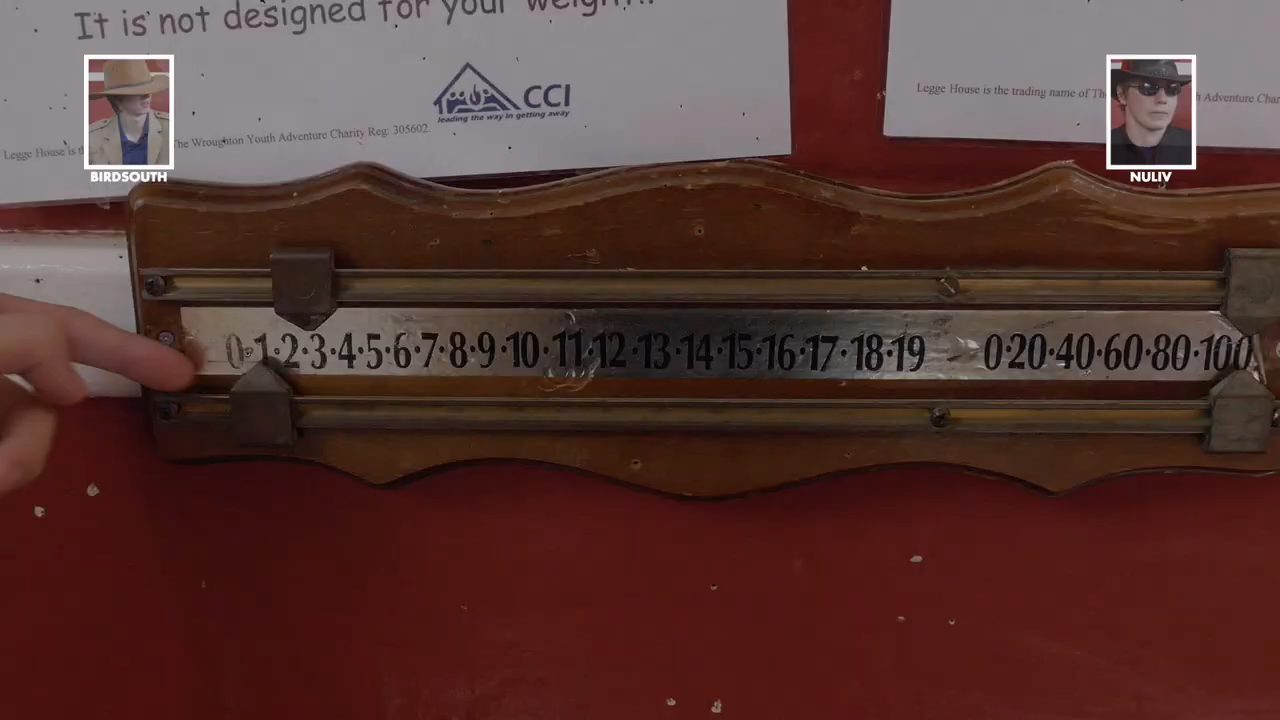 It is not designed for your weight!!
CCI
leading the way in getting away
Legge House is the
The Wroughton Youth Adventure Charity Reg: 305602.
Legge House is the trading name of Th
Adventure Char
BIRDSOUTH
NULIV
0·1·2·3·4·5·6·7·8·9·10·11·12·13·14·15·16·17·18·19 0·20·40·60·80·100